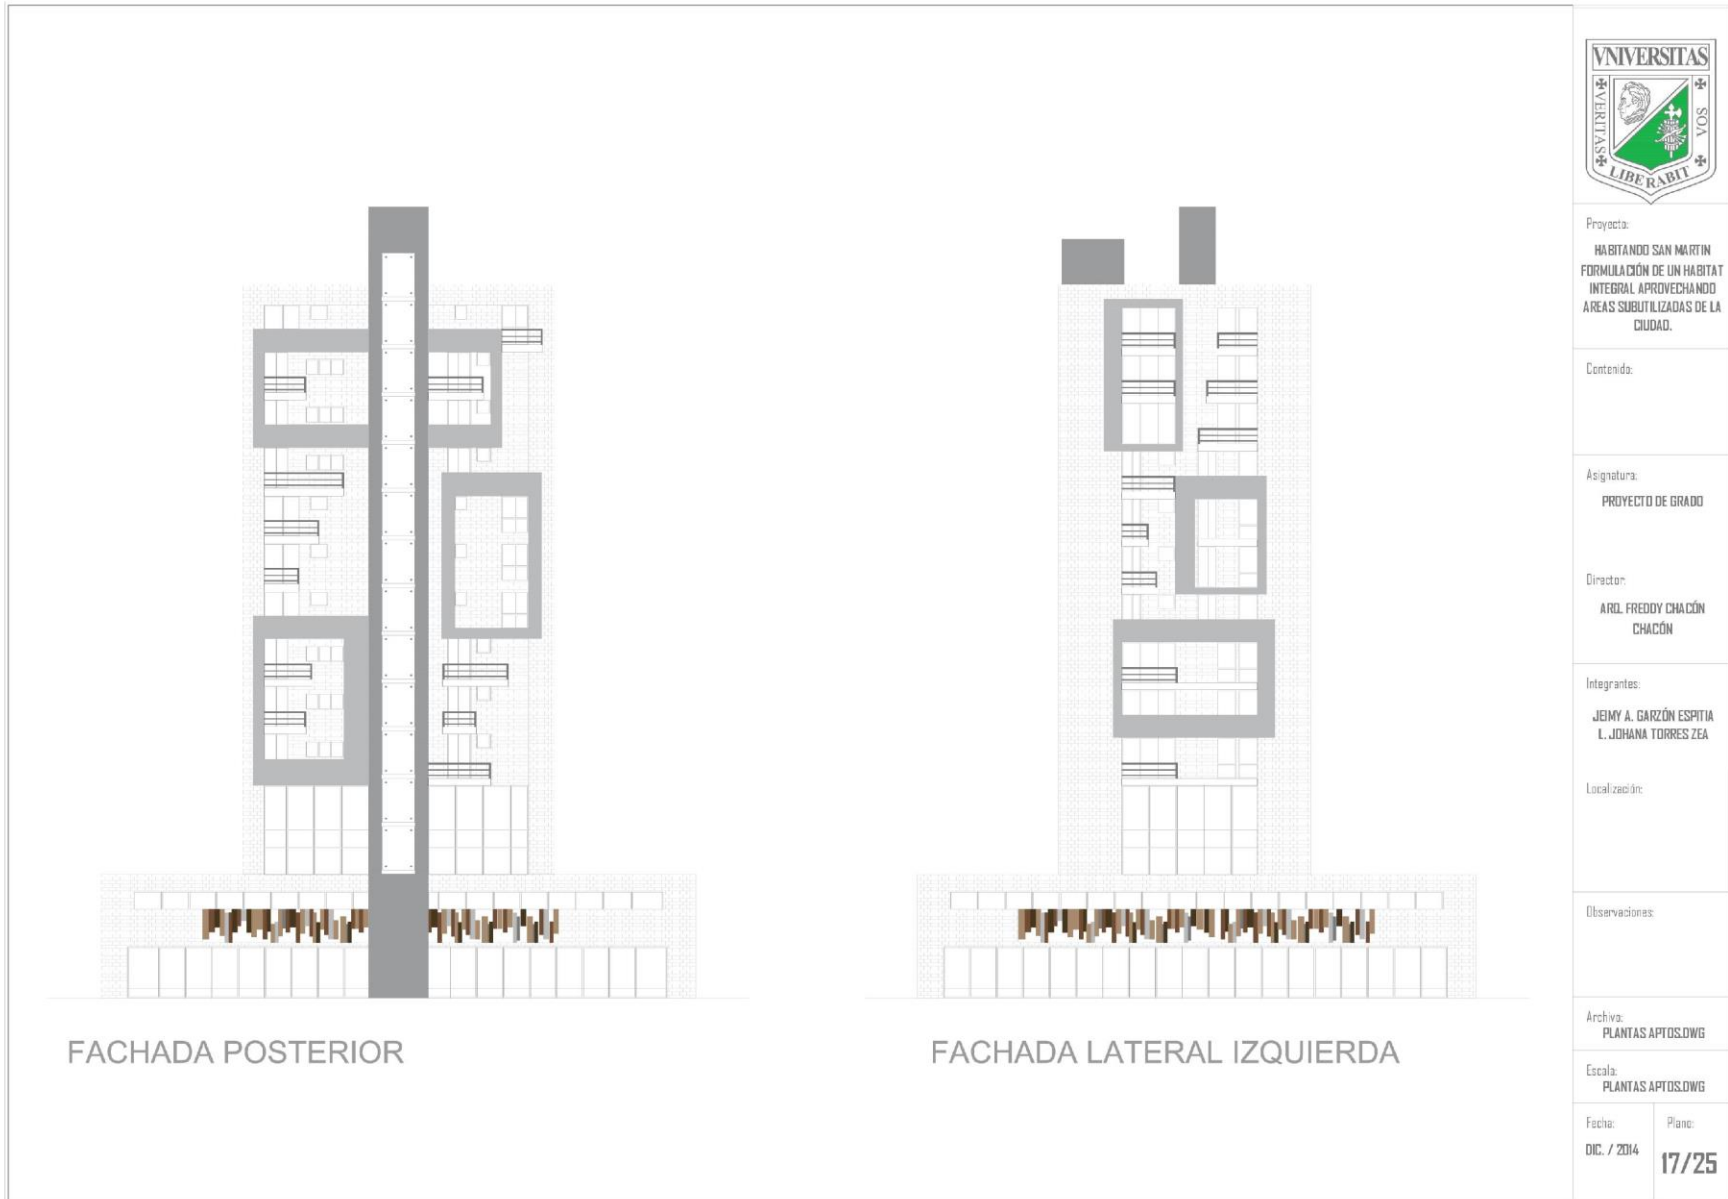 FACHADA POSTERIOR
FACHADA LATERAL IZQUIERDA
VNIVERSITAS
VERITAS
VOS
LIBERABIT
Proyecto:
HABITANDO SAN MARTIN
FORMULACIÓN DE UN HABITAT
INTEGRAL APROVECHANDO
AREAS SUBUTILIZADAS DE LA
CIUDAD.
Contenido:
Asignatura:
PROYECTO DE GRADO
Director:
ARQ. FREDDY CHACÓN
CHACÓN
Integrantes:
JEIMY A. GARZÓN ESPITIA
L. JOHANA TORRES ZEA
Localización:
Observaciones:
Archivo:
PLANTAS APTOS.DWG
Escala:
PLANTAS APTOS.DWG
Fecha:
DIC. / 2014
Plano:
17/25